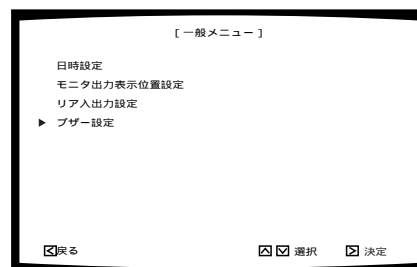 [一般メニュー]
日時設定
モニタ出力表示位置設定
リア入出力設定
▶ ブザー設定
戻る 選択 決定